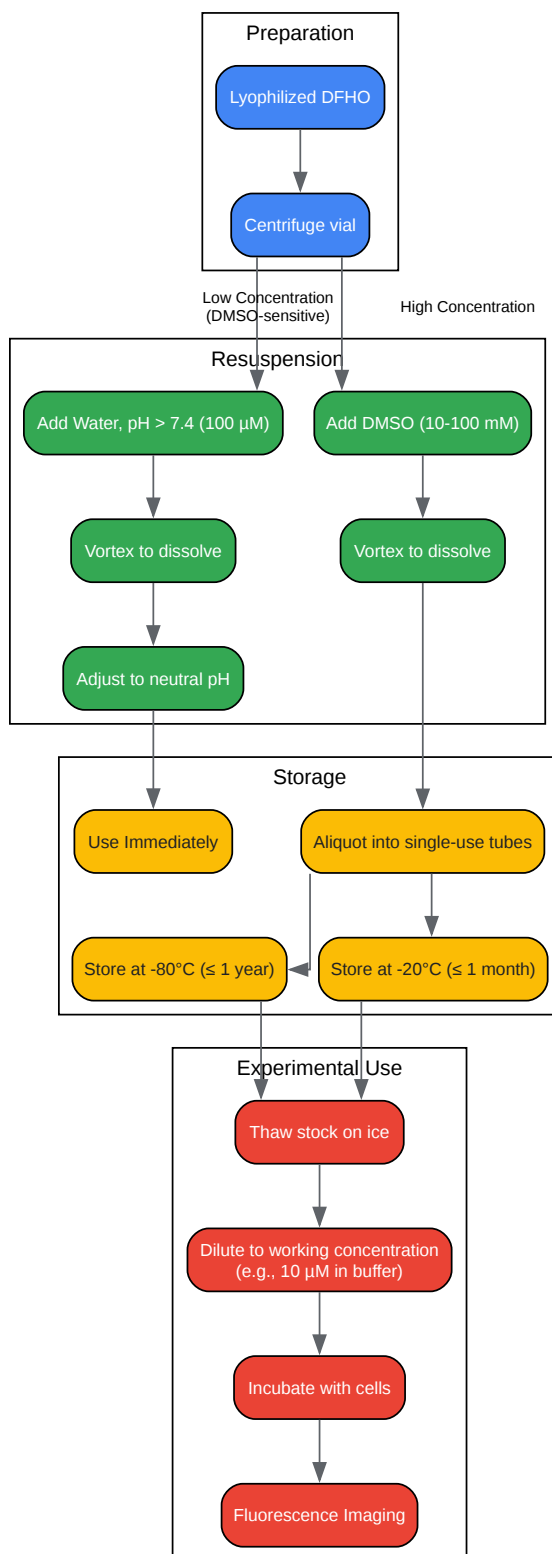 Preparation
Lyophilized DFHO
Centrifuge vial
Low Concentration
(DMSO-sensitive)
High Concentration
Resuspension
Add Water, pH > 7.4 (100 µM)
Add DMSO (10-100 mM)
Vortex to dissolve
Vortex to dissolve
Adjust to neutral pH
Storage
Use Immediately
Aliquot into single-use tubes
Store at -80°C (≤ 1 year)
Store at -20°C (≤ 1 month)
Experimental Use
Thaw stock on ice
Dilute to working concentration
(e.g., 10 µM in buffer)
Incubate with cells
Fluorescence Imaging